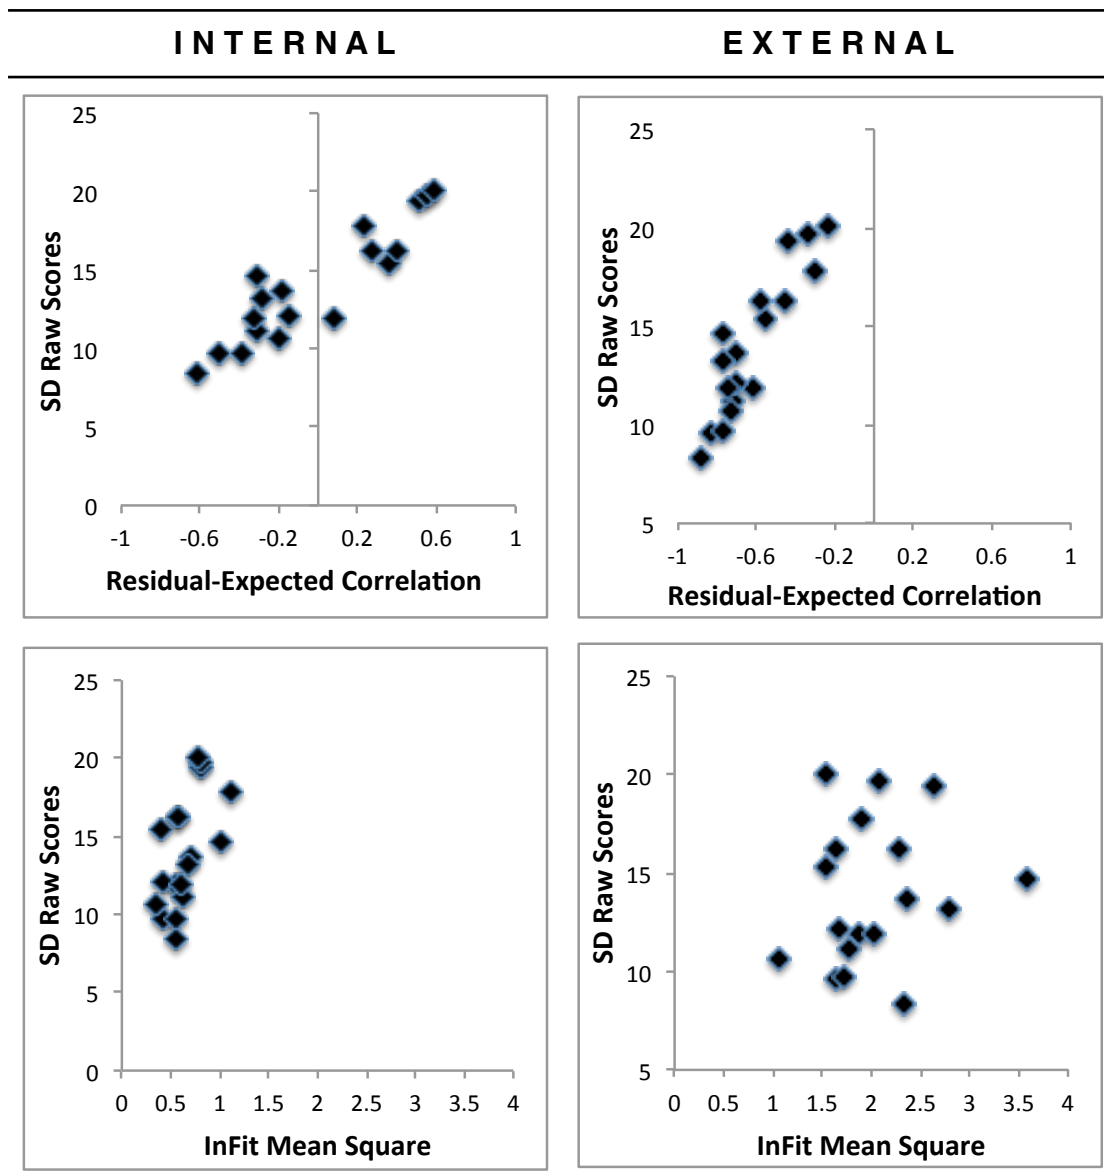 INTERNAL
EXTERNAL
25
20
15
10
5
0
SD Raw Scores
-1 -0.6 -0.2 0.2 0.6 1
Residual-Expected Correlation
25
20
15
10
5
SD Raw Scores
-1 -0.6 -0.2 0.2 0.6 1
Residual-Expected Correlation
25
20
15
10
5
0
SD Raw Scores
0 0.5 1 1.5 2 2.5 3 3.5 4
InFit Mean Square
25
20
15
10
5
SD Raw Scores
0 0.5 1 1.5 2 2.5 3 3.5 4
InFit Mean Square